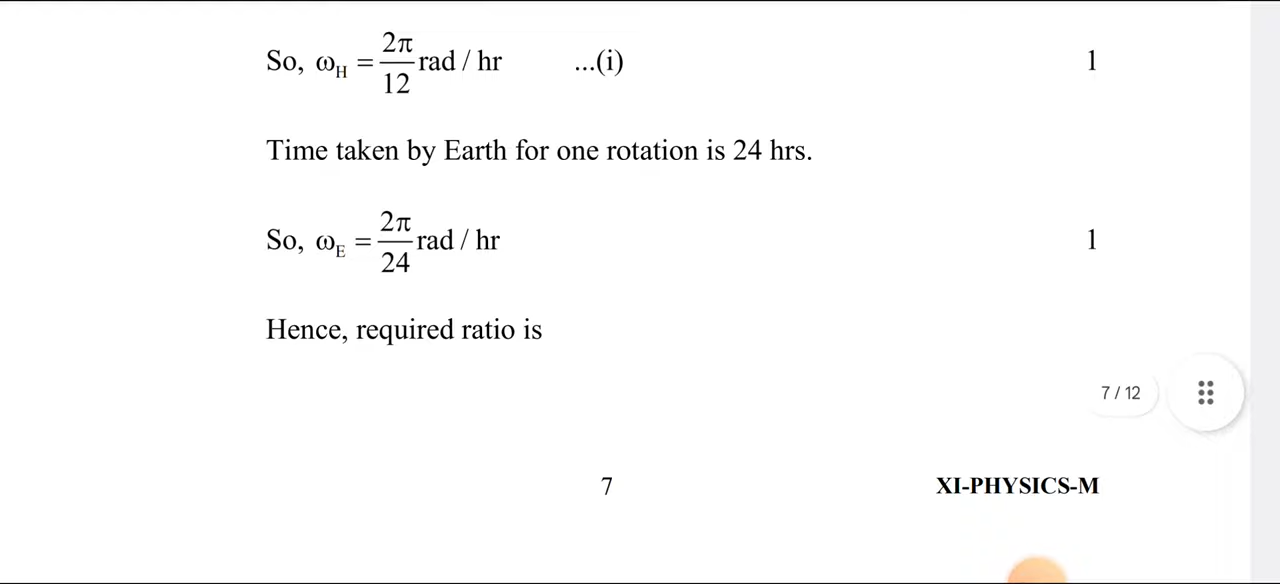 So, ω_H = 2π/12 rad / hr ...(i) 1
Time taken by Earth for one rotation is 24 hrs.
So, ω_E = 2π/24 rad / hr 1
Hence, required ratio is
7 / 12
7 XI-PHYSICS-M